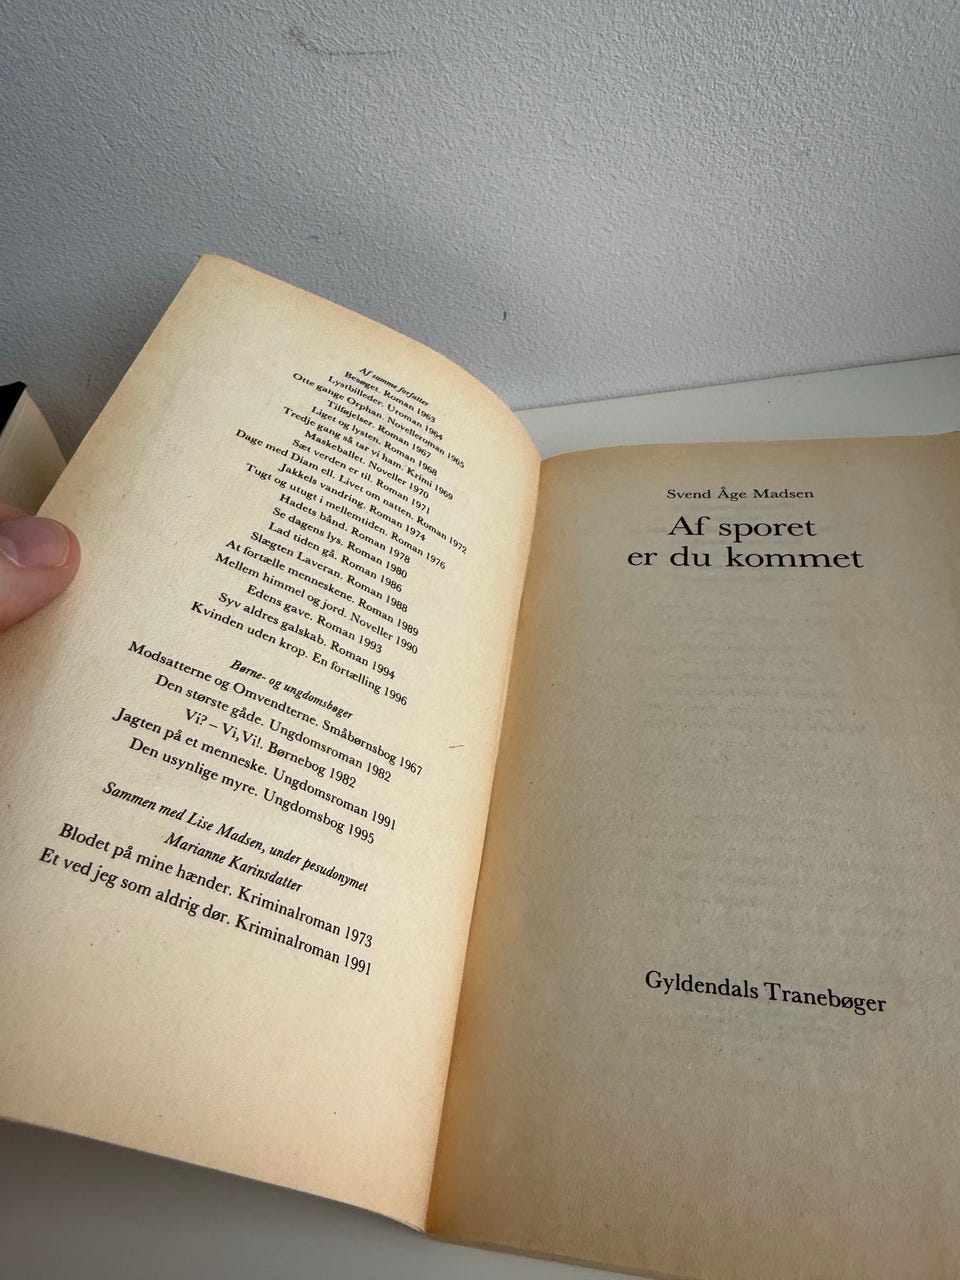 Af samme forfatter
Besøget. Roman 1963
Lystbilleder. Uroman 1964
Otte gange Orphan. Novelleroman 1965
Tilføjelser. Roman 1967
Liget og lysten. Roman 1968
Tredje gang så tar vi ham. Krimi 1969
Maskeballet. Noveller 1970
Sæt verden er til. Roman 1971
Dage med Diam ell. Livet om natten. Roman 1972
Jakkels vandring. Roman 1974
Tugt og utugt i mellemtiden. Roman 1976
Hadets bånd. Roman 1978
Se dagens lys. Roman 1980
Lad tiden gå. Roman 1986
Slægten Laveran. Roman 1988
At fortælle menneskene. Roman 1989
Mellem himmel og jord. Noveller 1990
Edens gave. Roman 1993
Syv aldres galskab. Roman 1994
Kvinden uden krop. En fortælling 1996
Børne- og ungdomsbøger
Modsatterne og Omvendterne. Småbørnsbog 1967
Den største gåde. Ungdomsroman 1982
Vi? – Vi, Vi!. Børnebog 1982
Jagten på et menneske. Ungdomsroman 1991
Den usynlige myre. Ungdomsbog 1995
Sammen med Lise Madsen, under pesudonymet
Marianne Karinsdatter
Blodet på mine hænder. Kriminalroman 1973
Et ved jeg som aldrig dør. Kriminalroman 1991
Svend Åge Madsen
Af sporet
er du kommet
Gyldendals Tranebøger